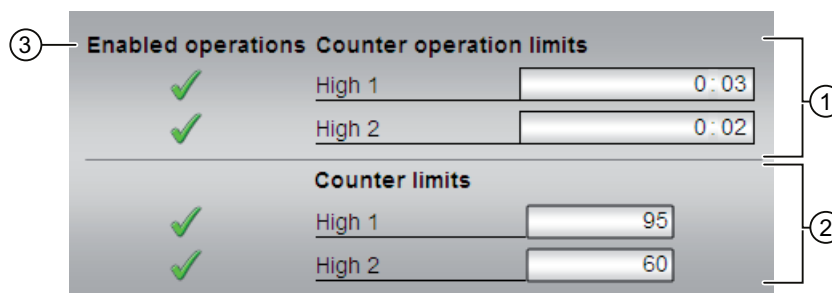 ③ Enabled operations Counter operation limits
High 1 0:03
High 2 0:02
①
Counter limits
High 1 95
②
High 2 60